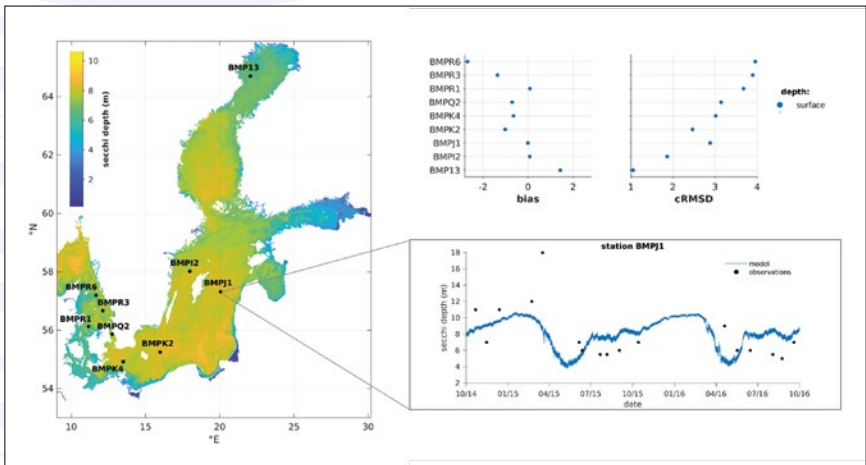 BMP13
10
8
6
4
2
secchi depth (m)
64
62
60
58
56
54
°N
BMPI2
BMPJ1
BMPR6
BMPR3
BMPR1
BMPQ2
BMPK2
BMPK4
10
15
20
25
30
°E
BMPR6
BMPR3
BMPR1
BMPQ2
BMPK4
BMPK2
BMPJ1
BMPI2
BMP13
-2 0 2
bias
1 2 3 4
cRMSD
depth:
surface
station BMPJ1
model
observations
18
16
14
12
10
8
6
4
2
secchi depth (m)
10/14 01/15 04/15 07/15 10/15 01/16 04/16 07/16 10/16
date